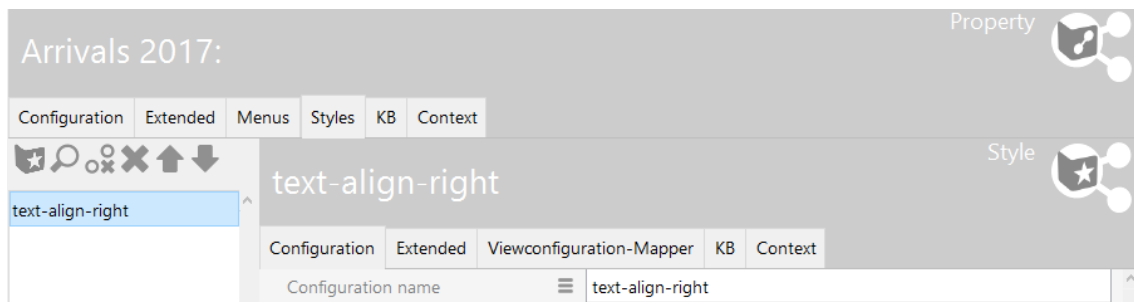 Property
Arrivals 2017:
Configuration Extended Menus Styles KB Context
Style
text-align-right
text-align-right
Configuration Extended Viewconfiguration-Mapper KB Context
Configuration name text-align-right